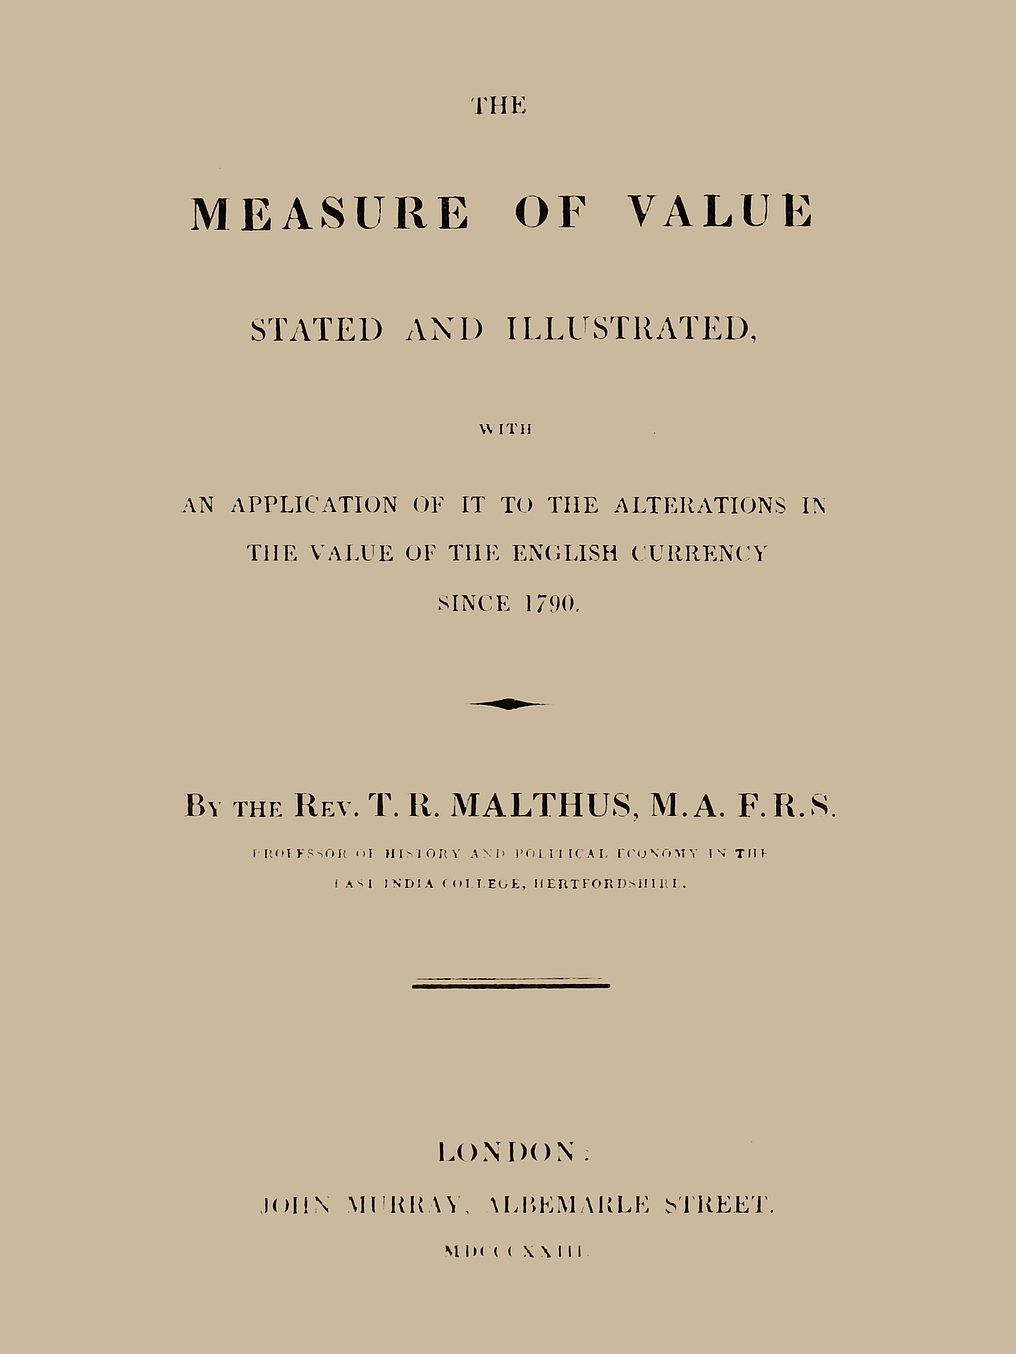 THE
MEASURE OF VALUE
STATED AND ILLUSTRATED,
WITH
AN APPLICATION OF IT TO THE ALTERATIONS IN
THE VALUE OF THE ENGLISH CURRENCY
SINCE 1790.
BY THE REV. T. R. MALTHUS, M.A. F.R.S.
PROFESSOR OF HISTORY AND POLITICAL ECONOMY IN THE
EAST INDIA COLLEGE, HERTFORDSHIRE.
LONDON:
JOHN MURRAY, ALBEMARLE STREET.
MDCCCXXIII.